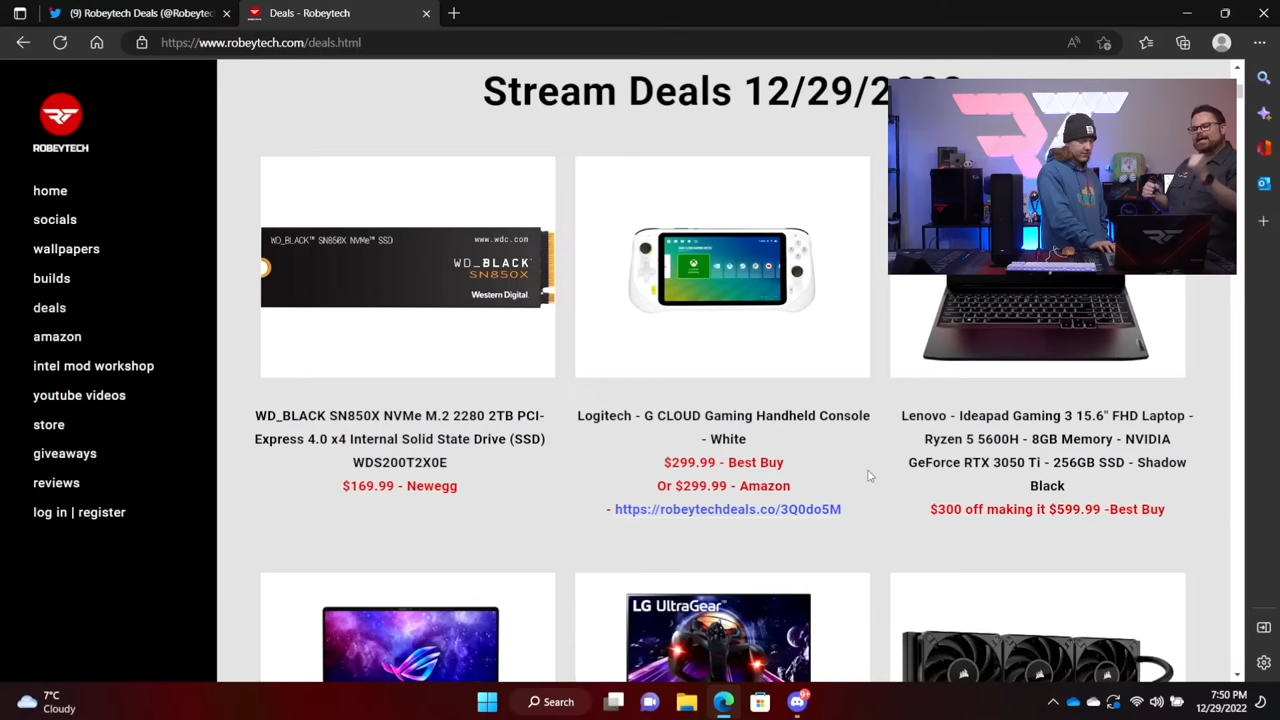 (9) Robeytech Deals (@Robeytec
Deals - Robeytech
https://www.robeytech.com/deals.html
ROBEYTECH
home
socials
wallpapers
builds
deals
amazon
intel mod workshop
youtube videos
store
giveaways
reviews
log in | register
Stream Deals 12/29/2
WD_BLACK™ SN850X NVMe™ SSD
www.wdc.com
WD_BLACK
SN850X
Western Digital.
WD_BLACK SN850X NVMe M.2 2280 2TB PCI-
Express 4.0 x4 Internal Solid State Drive (SSD)
WDS200T2X0E
$169.99 - Newegg
Logitech - G CLOUD Gaming Handheld Console
- White
$299.99 - Best Buy
Or $299.99 - Amazon
- https://robeytechdeals.co/3Q0do5M
Lenovo - Ideapad Gaming 3 15.6" FHD Laptop -
Ryzen 5 5600H - 8GB Memory - NVIDIA
GeForce RTX 3050 Ti - 256GB SSD - Shadow
Black
$300 off making it $599.99 -Best Buy
LG UltraGear™
7°C
Cloudy
Search
9+
7:50 PM
12/29/2022